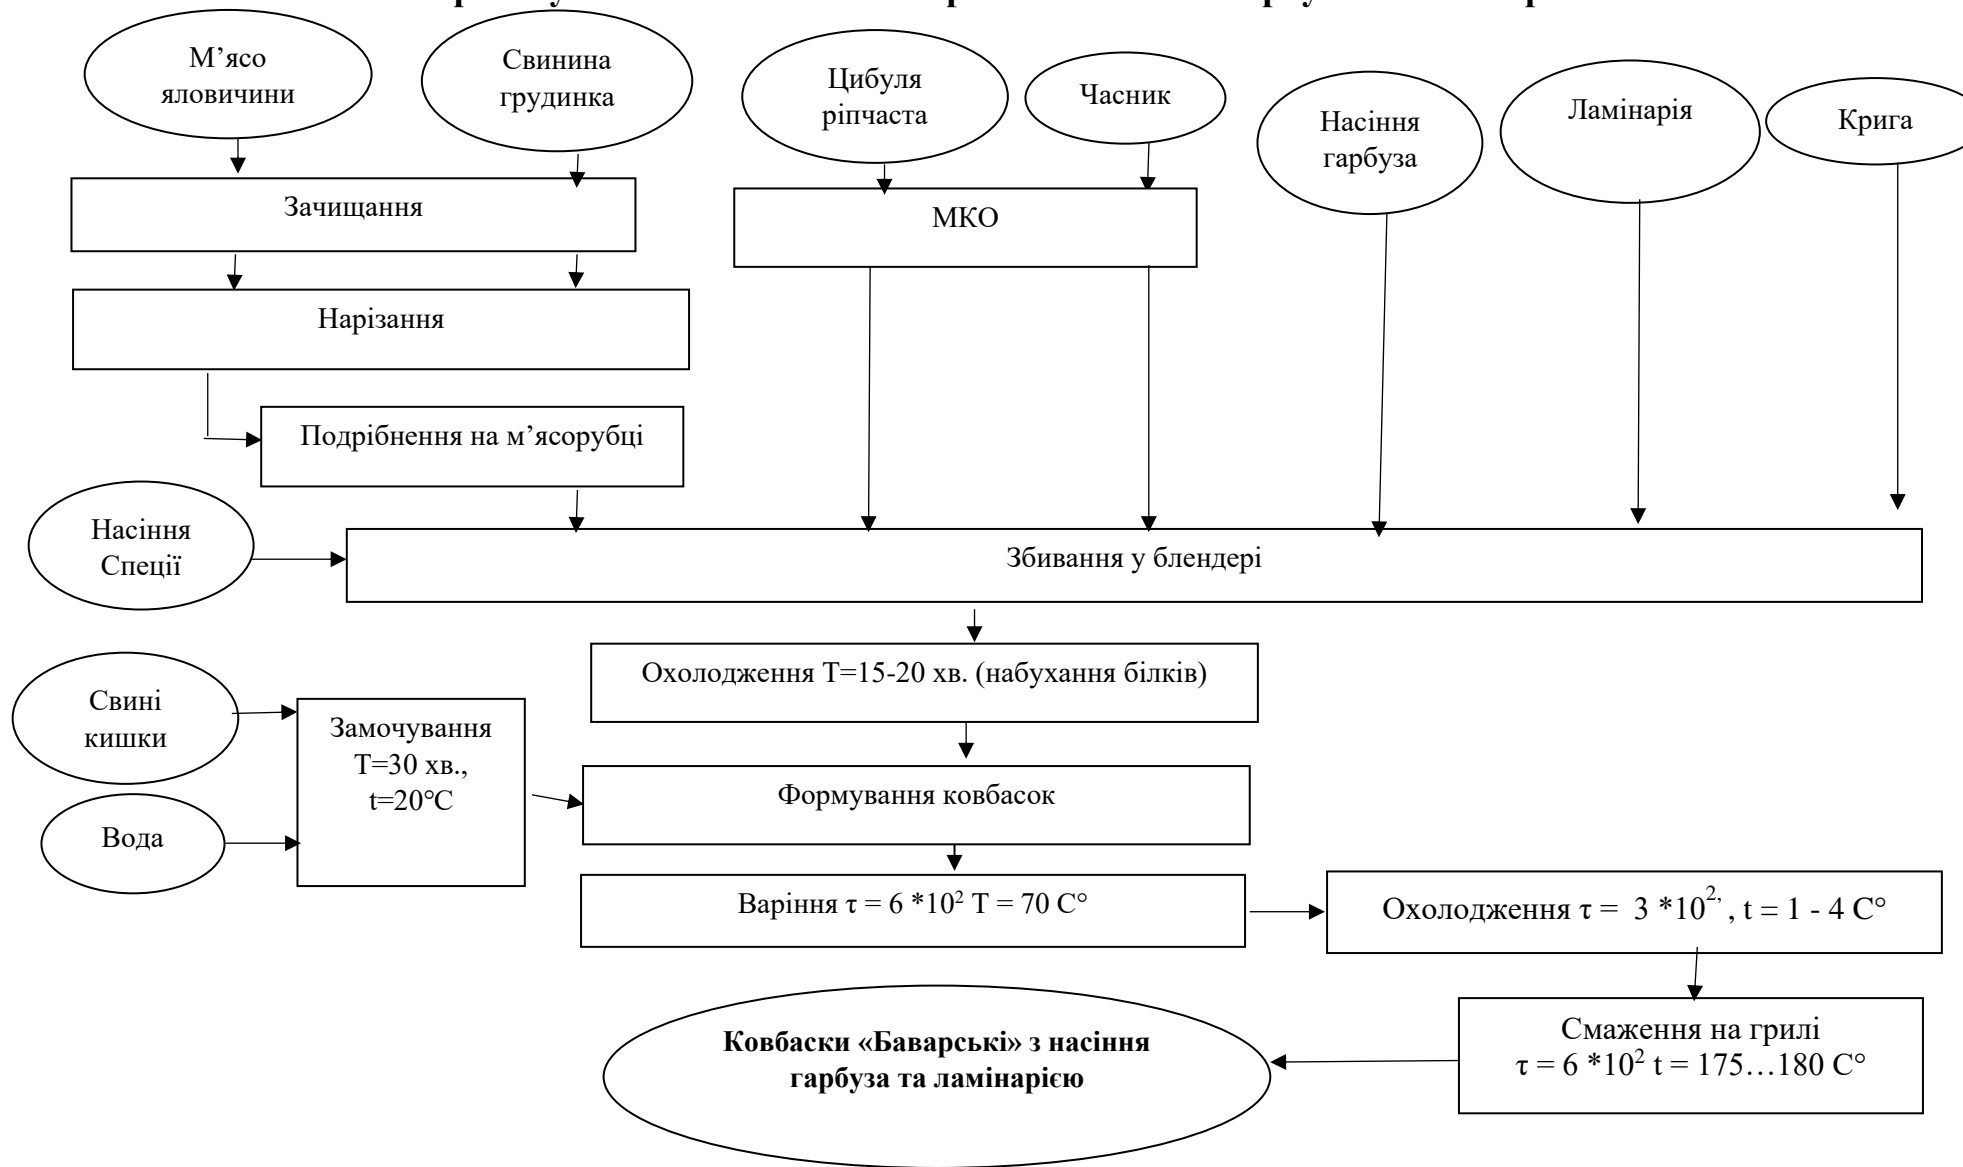 М’ясо
яловичини
Свинина
грудинка
Цибуля
ріпчаста
Часник
Насіння
гарбуза
Ламінарія
Крига
Зачищання
МКО
Нарізання
Подрібнення на м’ясорубці
Насіння
Спеції
Збивання у блендері
Охолодження Т=15-20 хв. (набухання білків)
Свині
кишки
Замочування
Т=30 хв.,
t=20°C
Вода
Формування ковбасок
Варіння τ = 6 *10² Т = 70 С°
Охолодження τ = 3 *10²˒ , t = 1 - 4 С°
Смаження на грилі
τ = 6 *10² t = 175…180 С°
Ковбаски «Баварські» з насіння
гарбуза та ламінарією